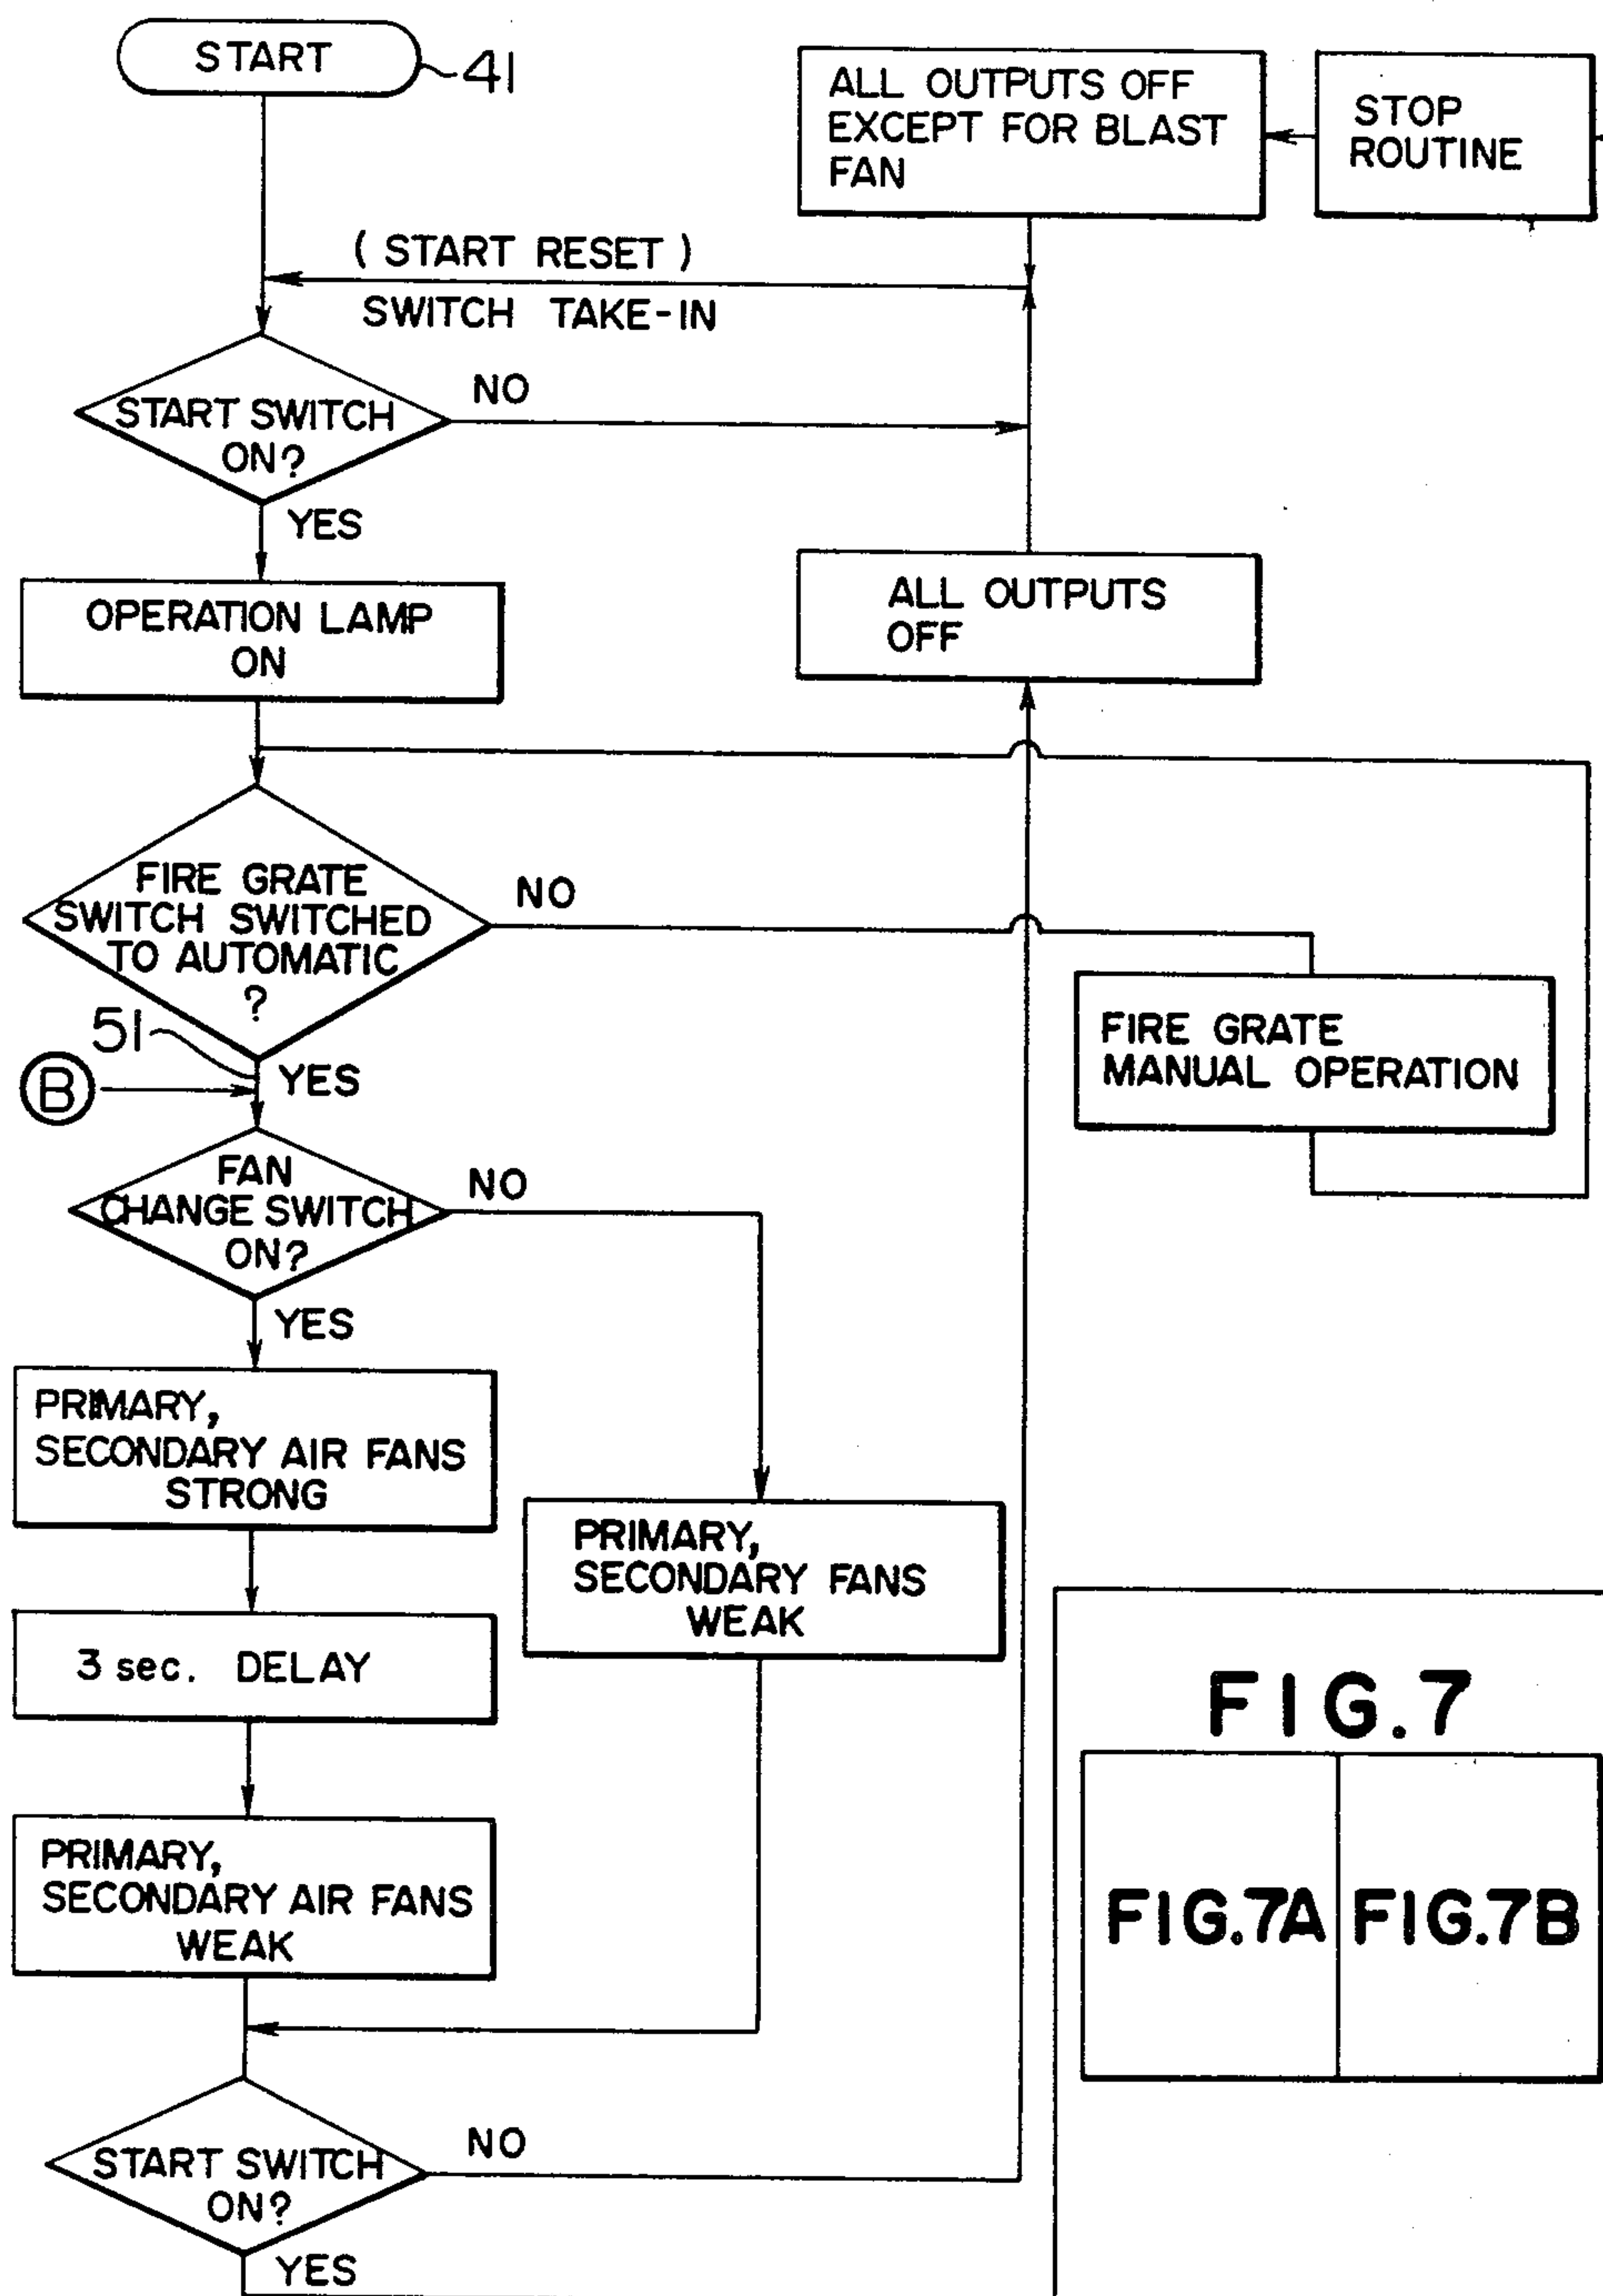 START
41
ALL OUTPUTS OFF
EXCEPT FOR BLAST
FAN
STOP
ROUTINE
( START RESET )
SWITCH TAKE-IN
START SWITCH
ON?
NO
YES
OPERATION LAMP
ON
ALL OUTPUTS
OFF
FIRE GRATE
SWITCH SWITCHED
TO AUTOMATIC
?
NO
FIRE GRATE
MANUAL OPERATION
51
YES
B
FAN
CHANGE SWITCH
ON?
NO
YES
PRIMARY,
SECONDARY AIR FANS
STRONG
PRIMARY,
SECONDARY FANS
WEAK
3 sec. DELAY
PRIMARY,
SECONDARY AIR FANS
WEAK
START SWITCH
ON?
NO
YES
FIG.7
FIG.7A
FIG.7B